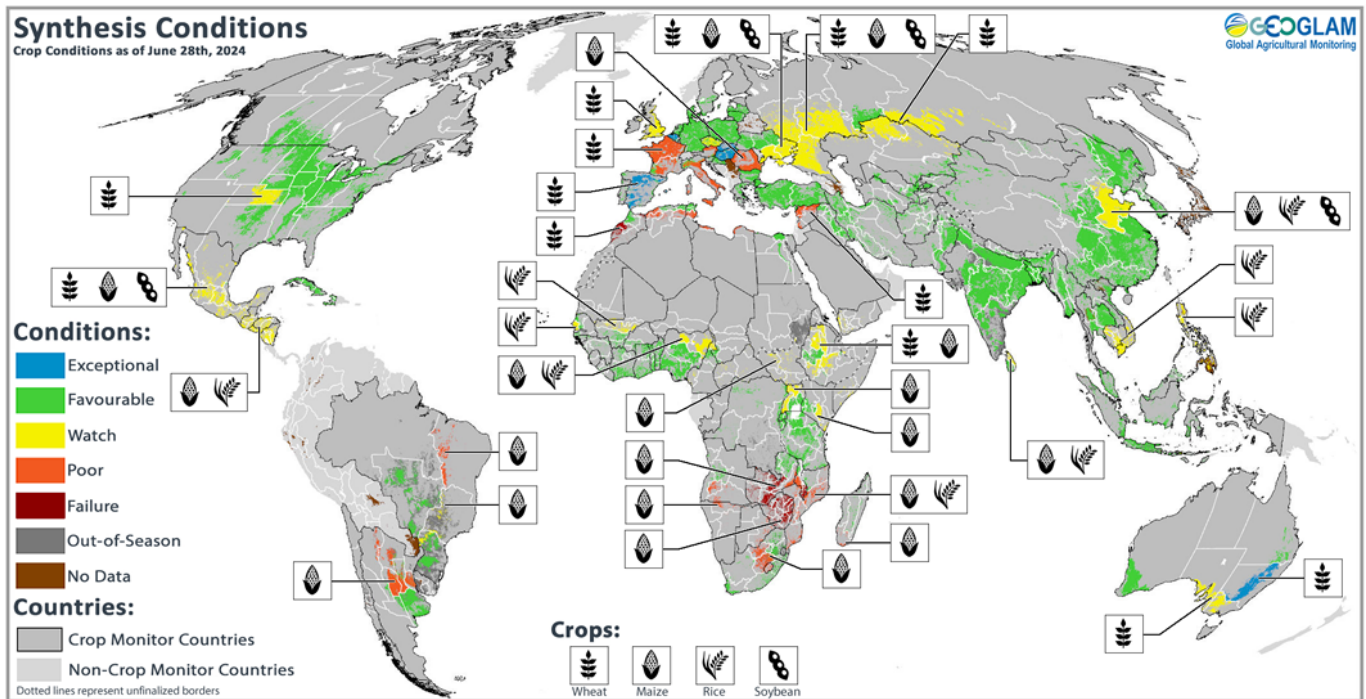 Synthesis Conditions
Crop Conditions as of June 28th, 2024
GEOGLAM
Global Agricultural Monitoring
Conditions:
Exceptional
Favourable
Watch
Poor
Failure
Out-of-Season
No Data
Countries:
Crop Monitor Countries
Non-Crop Monitor Countries
Dotted lines represent unfinalized borders
Crops:
Wheat
Maize
Rice
Soybean